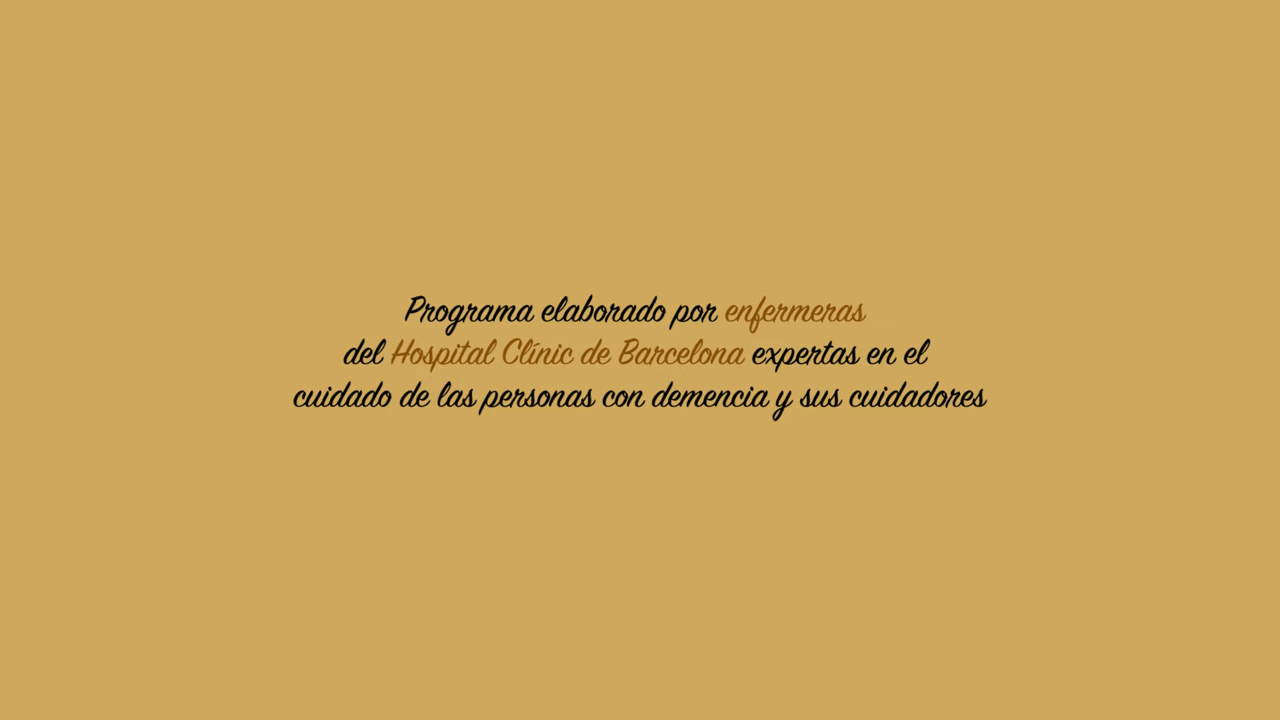 Programa elaborado por enfermeras
del Hospital Clínic de Barcelona expertas en el
cuidado de las personas con demencia y sus cuidadores